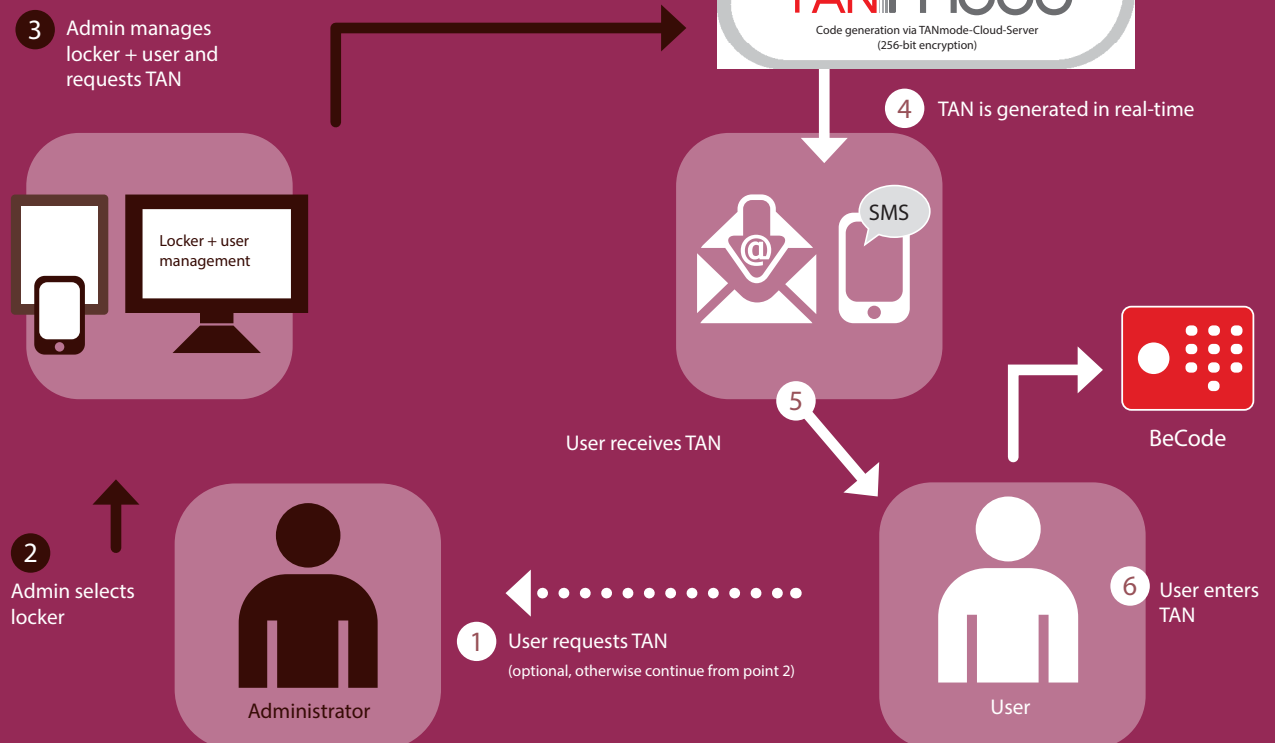 3
Admin manages
locker + user and
requests TAN
Code generation via TANmode-Cloud-Server
(256-bit encryption)
4
TAN is generated in real-time
Locker + user
management
@
SMS
5
User receives TAN
BeCode
2
Admin selects
locker
Administrator
1
User requests TAN
(optional, otherwise continue from point 2)
6
User enters
TAN
User